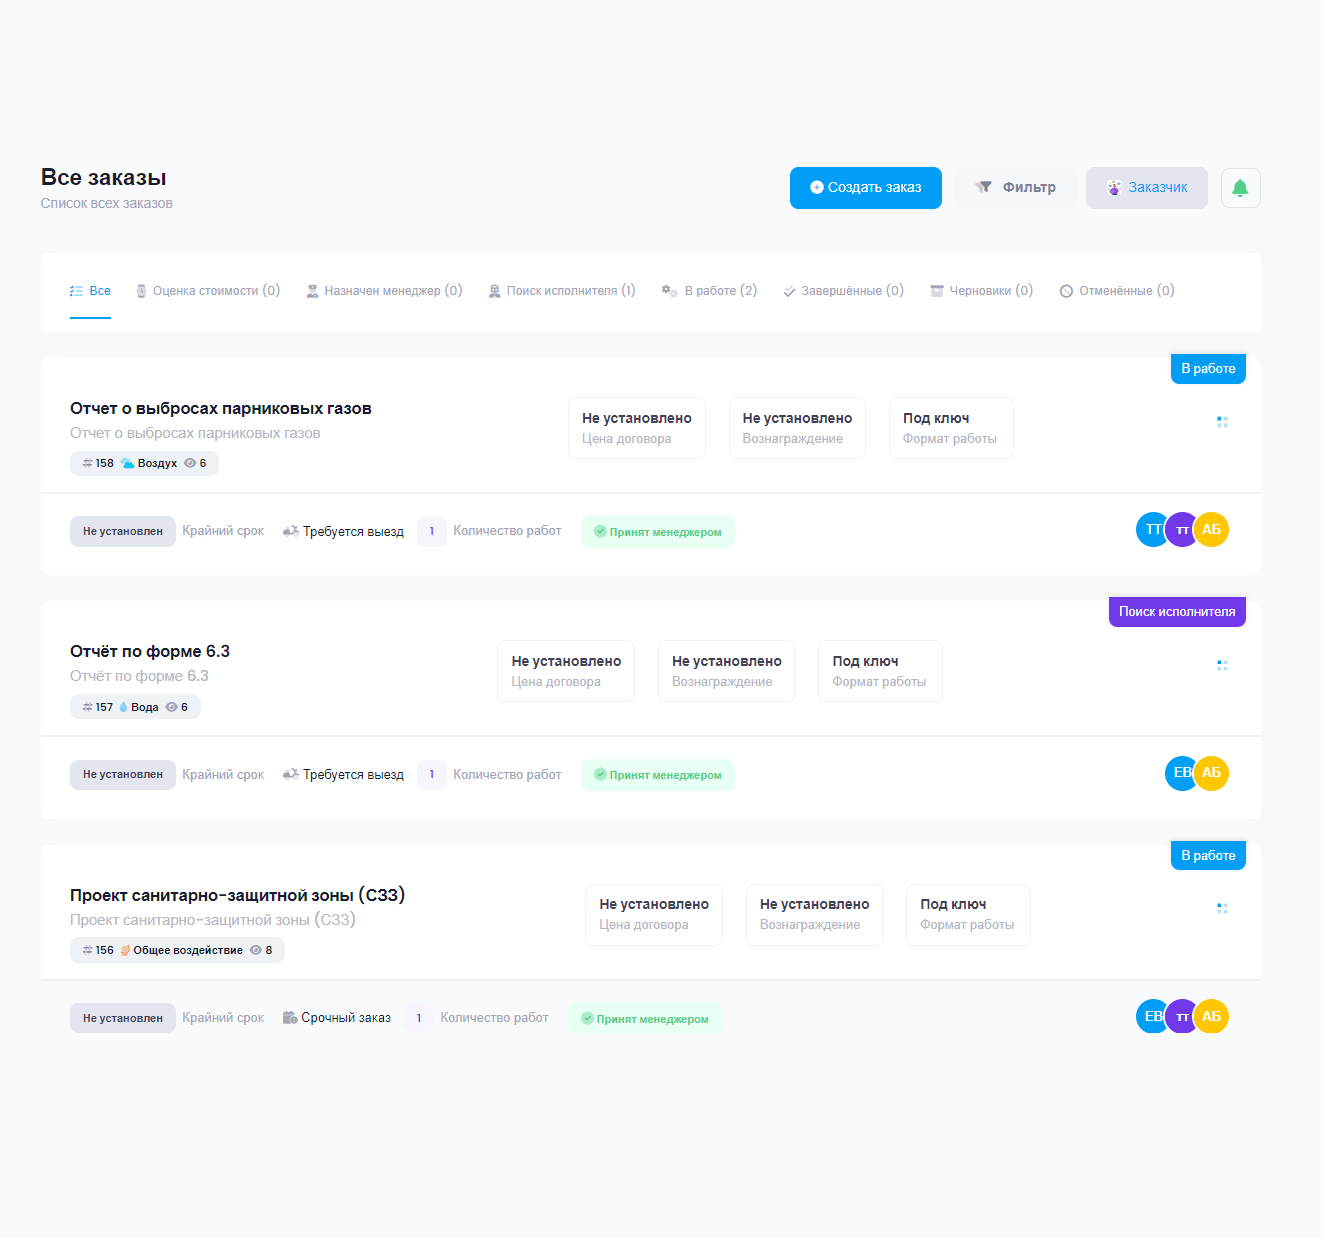 Все заказы
Список всех заказов
Создать заказ
Фильтр
Заказчик
Все
Оценка стоимости (0)
Назначен менеджер (0)
Поиск исполнителя (1)
В работе (2)
Завершённые (0)
Черновики (0)
Отменённые (0)
В работе
Отчет о выбросах парниковых газов
Отчет о выбросах парниковых газов
158 Воздух 6
Не установлено
Цена договора
Не установлено
Вознаграждение
Под ключ
Формат работы
Не установлен Крайний срок Требуется выезд 1 Количество работ Принят менеджером
ТТ тт АБ
Поиск исполнителя
Отчёт по форме 6.3
Отчёт по форме 6.3
157 Вода 6
Не установлено
Цена договора
Не установлено
Вознаграждение
Под ключ
Формат работы
Не установлен Крайний срок Требуется выезд 1 Количество работ Принят менеджером
ЕВ АБ
В работе
Проект санитарно-защитной зоны (СЗЗ)
Проект санитарно-защитной зоны (СЗЗ)
156 Общее воздействие 8
Не установлено
Цена договора
Не установлено
Вознаграждение
Под ключ
Формат работы
Не установлен Крайний срок Срочный заказ 1 Количество работ Принят менеджером
ЕВ тт АБ